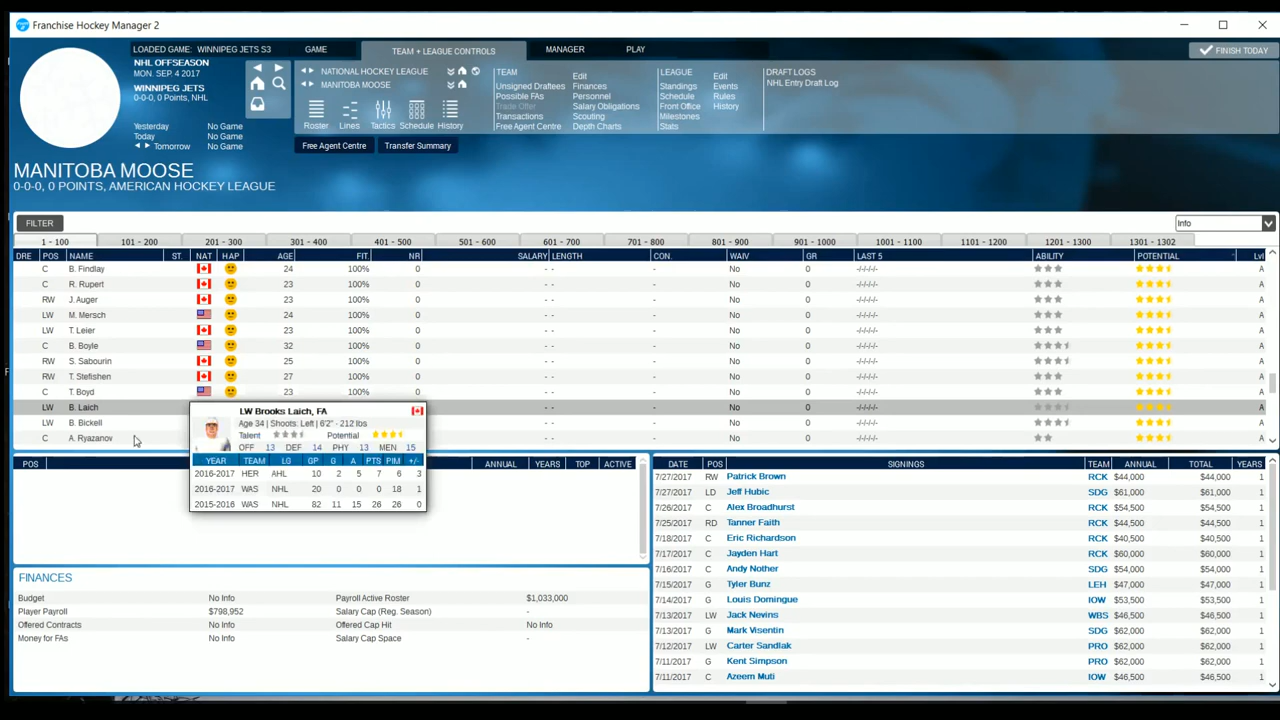 Franchise Hockey Manager 2
LOADED GAME: WINNIPEG JETS S3
GAME
TEAM + LEAGUE CONTROLS
MANAGER
PLAY
FINISH TODAY
NHL OFFSEASON
MON. SEP. 4 2017
WINNIPEG JETS
0-0-0, 0 Points, NHL
Yesterday No Game
Today No Game
Tomorrow No Game
NATIONAL HOCKEY LEAGUE
MANITOBA MOOSE
Roster Lines Tactics Schedule History
TEAM
Unsigned Draftees
Possible FAs
Trade Offer
Transactions
Free Agent Centre
Edit
Finances
Personnel
Salary Obligations
Scouting
Depth Charts
LEAGUE
Standings
Schedule
Front Office
Milestones
Stats
Edit
Events
Rules
History
DRAFT LOGS
NHL Entry Draft Log
Free Agent Centre Transfer Summary
MANITOBA MOOSE
0-0-0, 0 POINTS, AMERICAN HOCKEY LEAGUE
FILTER
Info
1 - 100 101 - 200 201 - 300 301 - 400 401 - 500 501 - 600 601 - 700 701 - 800 801 - 900 901 - 1000 1001 - 1100 1101 - 1200 1201 - 1300 1301 - 1302
DRE POS NAME ST. NAT HAP AGE FIT. NR SALARY LENGTH CON. WAIV GR LAST 5 ABILITY POTENTIAL Lvl
C B. Findlay 24 100% 0 - - - No 0 -/-/-/-/- A
C R. Rupert 23 100% 0 - - - No 0 -/-/-/-/- A
RW J. Auger 23 100% 0 - - - No 0 -/-/-/-/- A
LW M. Mersch 24 100% 0 - - - No 0 -/-/-/-/- A
LW T. Leier 23 100% 0 - - - No 0 -/-/-/-/- A
C B. Boyle 32 100% 0 - - - No 0 -/-/-/-/- A
RW S. Sabourin 25 100% 0 - - - No 0 -/-/-/-/- A
RW T. Stefishen 27 100% 0 - - - No 0 -/-/-/-/- A
C T. Boyd 23 100% 0 - - - No 0 -/-/-/-/- A
LW B. Laich - - - No 0 -/-/-/-/- A
LW B. Bickell - - - No 0 -/-/-/-/- A
C A. Ryazanov - - - No 0 -/-/-/-/- A
LW Brooks Laich, FA
Age 34 | Shoots: Left | 6'2" - 212 lbs
Talent Potential
OFF 13 DEF 14 PHY 13 MEN 15
YEAR TEAM LG GP G A PTS PIM +/-
2016-2017 HER AHL 10 2 5 7 6 3
2016-2017 WAS NHL 20 0 0 0 18 1
2015-2016 WAS NHL 82 11 15 26 26 0
POS ANNUAL YEARS TOP ACTIVE
FINANCES
Budget No Info Payroll Active Roster $1,033,000
Player Payroll $798,952 Salary Cap (Reg. Season) -
Offered Contracts No Info Offered Cap Hit No Info
Money for FAs No Info Salary Cap Space -
DATE POS SIGNINGS TEAM ANNUAL TOTAL YEARS
7/27/2017 RW Patrick Brown RCK $44,000 $44,000 1
7/27/2017 LD Jeff Hubic SDG $61,000 $61,000 1
7/26/2017 C Alex Broadhurst RCK $54,500 $54,500 1
7/25/2017 RD Tanner Faith RCK $44,500 $44,500 1
7/18/2017 C Eric Richardson RCK $40,500 $40,500 1
7/17/2017 C Jayden Hart RCK $60,000 $60,000 1
7/16/2017 C Andy Nother SDG $54,000 $54,000 1
7/15/2017 G Tyler Bunz LEH $47,000 $47,000 1
7/14/2017 G Louis Domingue IOW $53,500 $53,500 1
7/13/2017 LW Jack Nevins WBS $46,500 $46,500 1
7/13/2017 G Mark Visentin SDG $62,000 $62,000 1
7/12/2017 LW Carter Sandlak PRO $62,000 $62,000 1
7/11/2017 G Kent Simpson PRO $62,000 $62,000 1
7/11/2017 C Azeem Muti IOW $46,500 $46,500 1